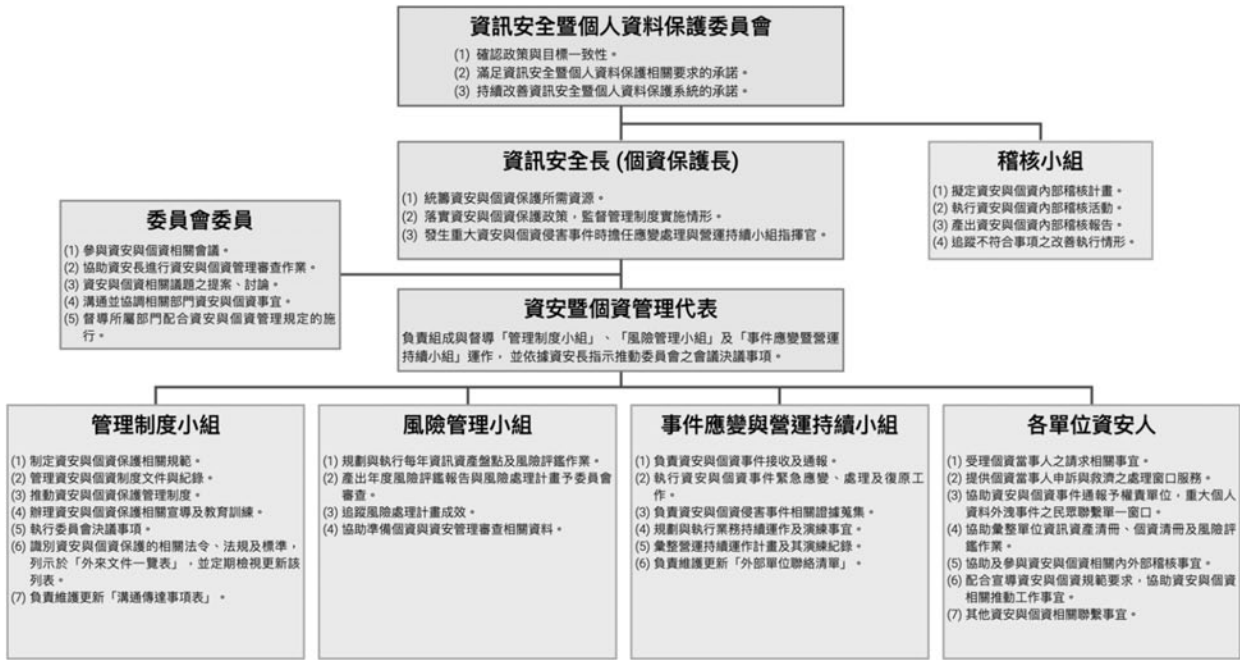 資訊安全暨個人資料保護委員會
(1) 確認政策與目標一致性。
(2) 滿足資訊安全暨個人資料保護相關要求的承諾。
(3) 持續改善資訊安全暨個人資料保護系統的承諾。
資訊安全長 (個資保護長)
(1) 統籌資安與個資保護所需資源。
(2) 落實資安與個資保護政策，監督管理制度實施情形。
(3) 發生重大資安與個資侵害事件時擔任應變處理與營運持續小組指揮官。
稽核小組
(1) 擬定資安與個資內部稽核計畫。
(2) 執行資安與個資內部稽核活動。
(3) 產出資安與個資內部稽核報告。
(4) 追蹤不符合事項之改善執行情形。
委員會委員
(1) 參與資安與個資相關會議。
(2) 協助資安長進行資安與個資管理審查作業。
(3) 資安與個資相關議題之提案、討論。
(4) 溝通並協調相關部門資安與個資事宜。
(5) 督導所屬部門配合資安與個資管理規定的施
行。
資安暨個資管理代表
負責組成與督導「管理制度小組」、「風險管理小組」及「事件應變暨營運
持續小組」運作， 並依據資安長指示推動委員會之會議決議事項。
管理制度小組
(1) 制定資安與個資保護相關規範。
(2) 管理資安與個資制度文件與紀錄。
(3) 推動資安與個資保護管理制度。
(4) 辦理資安與個資保護相關宣導及教育訓練。
(5) 執行委員會決議事項。
(6) 識別資安與個資保護的相關法令、法規及標準，
列示於「外來文件一覽表」，並定期檢視更新該
列表。
(7) 負責維護更新「溝通傳達事項表」。
風險管理小組
(1) 規劃與執行每年資訊資產盤點及風險評鑑作業。
(2) 產出年度風險評鑑報告與風險處理計畫予委員會
審查。
(3) 追蹤風險處理計畫成效。
(4) 協助準備個資與資安管理審查相關資料。
事件應變與營運持續小組
(1) 負責資安與個資事件接收及通報。
(2) 執行資安與個資事件緊急應變、處理及復原工
作。
(3) 負責資安與個資侵害事件相關證據蒐集。
(4) 規劃與執行業務持續運作及演練事宜。
(5) 彙整營運持續運作計畫及其演練紀錄。
(6) 負責維護更新「外部單位聯絡清單」。
各單位資安人
(1) 受理個資當事人之請求相關事宜。
(2) 提供個資當事人申訴與救濟之處理窗口服務。
(3) 協助資安與個資事件通報予權責單位，重大個人
資料外洩事件之民眾聯繫單一窗口。
(4) 協助彙整單位資訊資產清冊、個資清冊及風險評
鑑作業。
(5) 協助及參與資安與個資相關內外部稽核事宜。
(6) 配合宣導資安與個資規範要求，協助資安與個資
相關推動工作事宜。
(7) 其他資安與個資相關聯繫事宜。